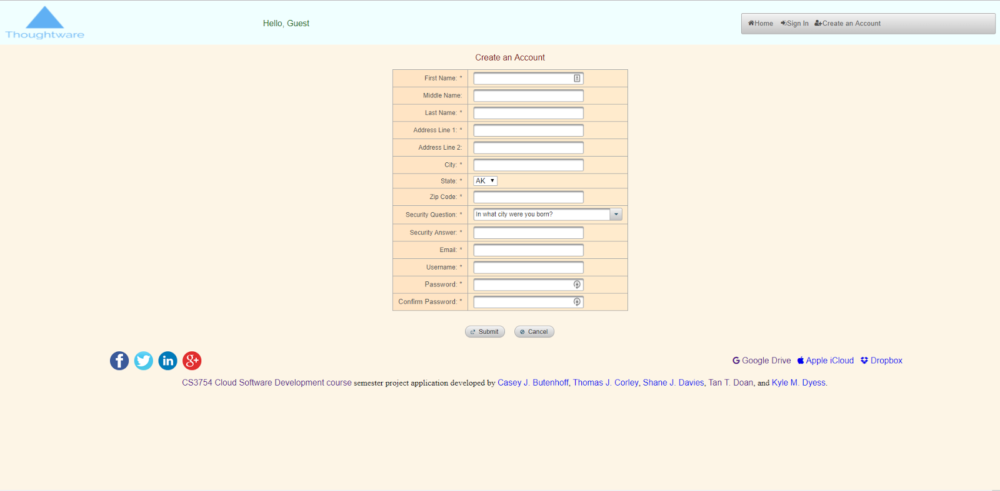 Thoughtware
Hello, Guest
Home Sign In Create an Account
Create an Account
First Name: *
Middle Name:
Last Name: *
Address Line 1: *
Address Line 2:
City: *
State: * AK
Zip Code: *
Security Question: * In what city were you born?
Security Answer: *
Email: *
Username: *
Password: *
Confirm Password: *
Submit Cancel
f in g+ Google Drive Apple iCloud Dropbox
CS3754 Cloud Software Development course semester project application developed by Casey J. Butenhoff, Thomas J. Corley, Shane J. Davies, Tan T. Doan, and Kyle M. Dyess.